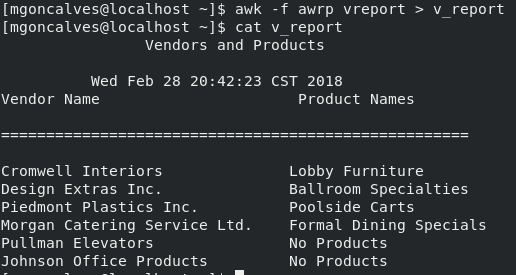 [mgoncalves@localhost ~]$ awk -f awrp vreport > v_report
[mgoncalves@localhost ~]$ cat v_report
Vendors and Products
Wed Feb 28 20:42:23 CST 2018
Vendor Name Product Names
====================================================
Cromwell Interiors Lobby Furniture
Design Extras Inc. Ballroom Specialties
Piedmont Plastics Inc. Poolside Carts
Morgan Catering Service Ltd. Formal Dining Specials
Pullman Elevators No Products
Johnson Office Products No Products
[mgoncalves@localhost ~]$